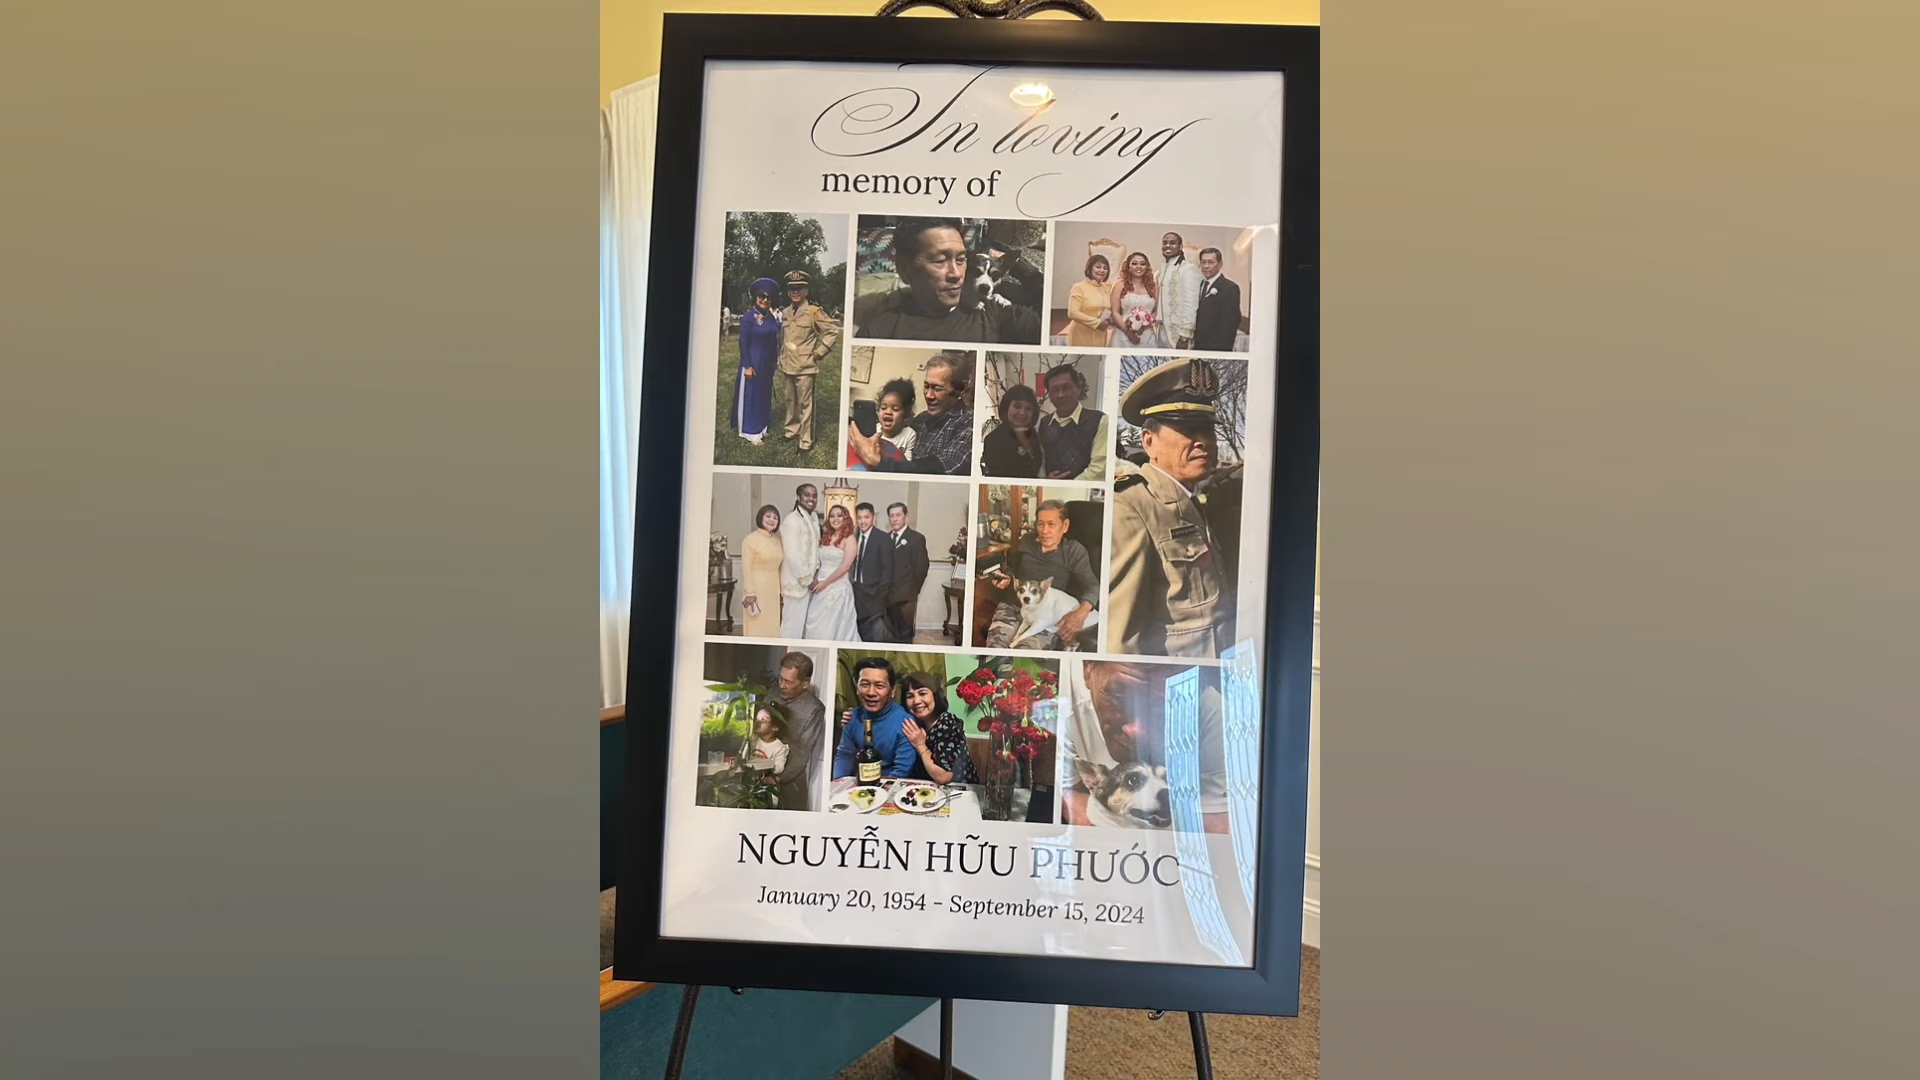 In loving
memory of
NGUYỄN HỮU PHƯỚC
January 20, 1954 - September 15, 2024